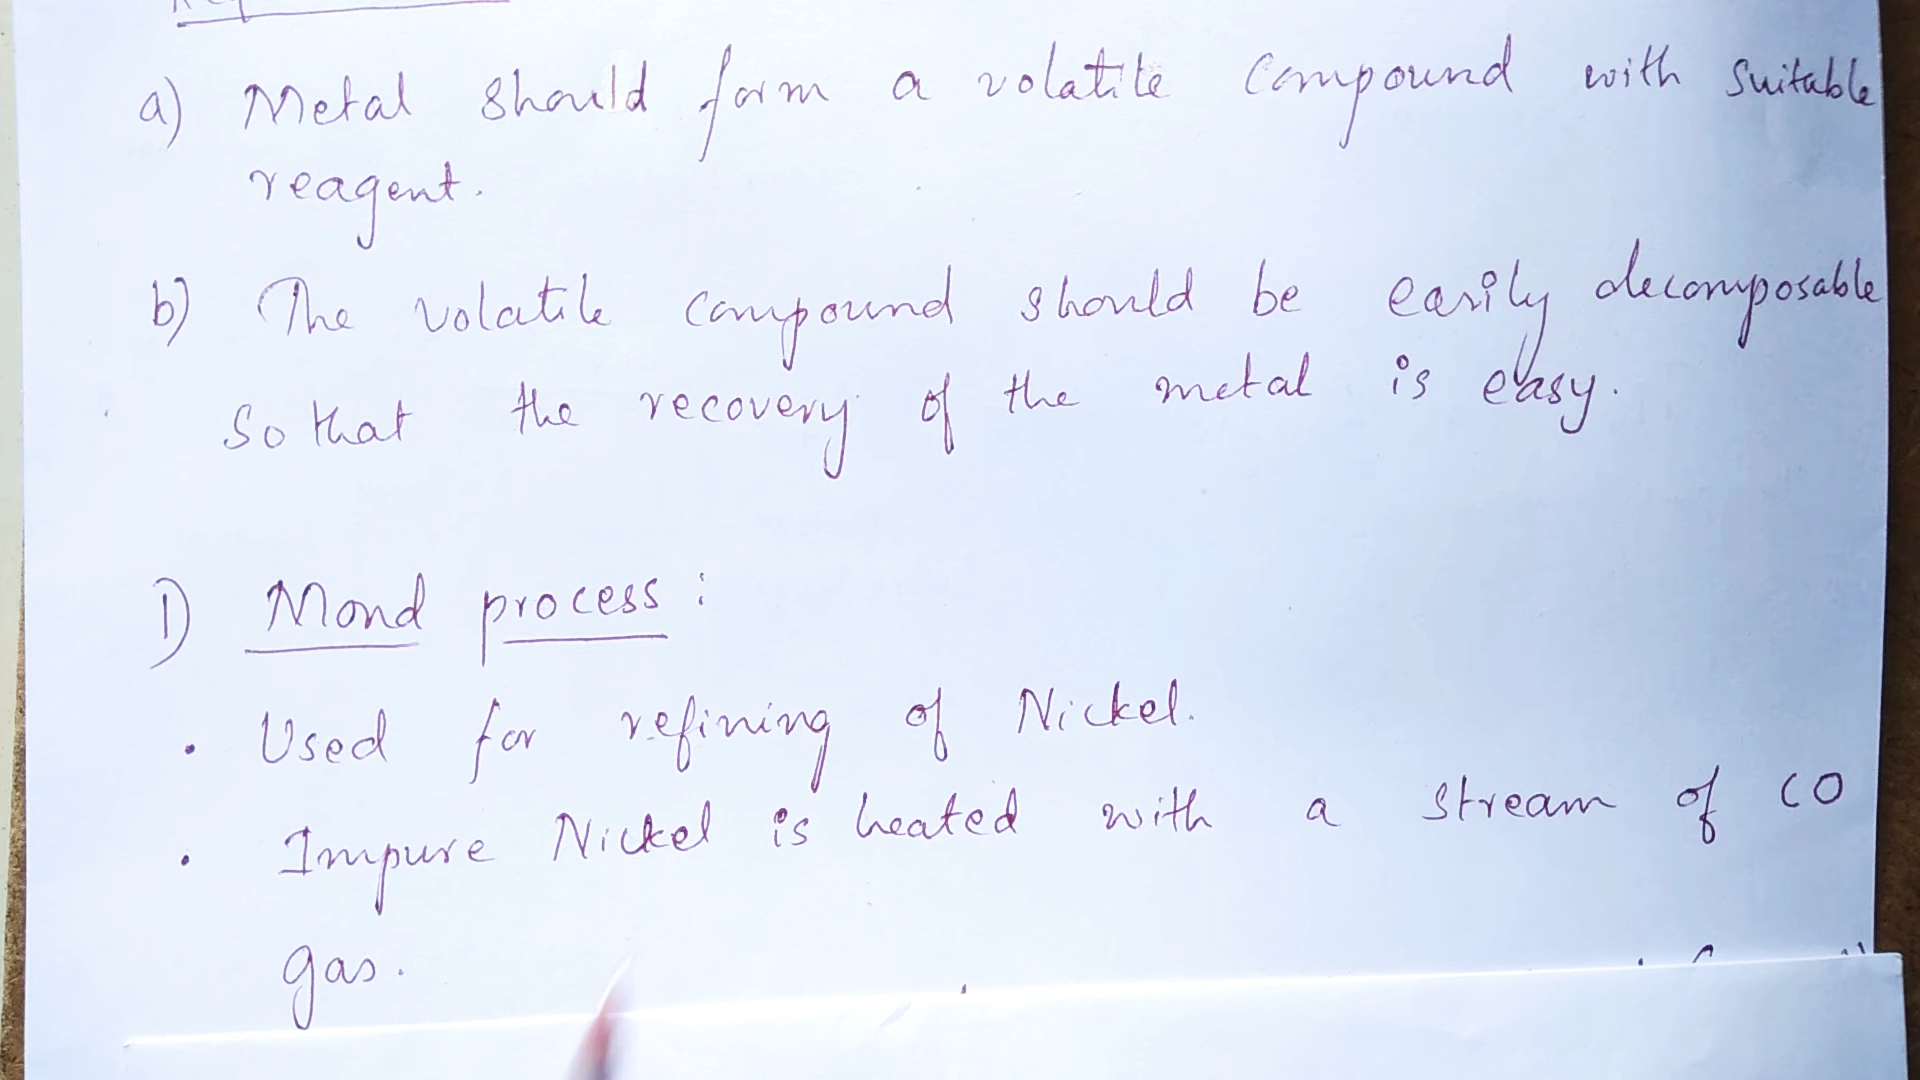 a) Metal should form a volatile compound with suitable
reagent.
b) The volatile compound should be easily decomposable
so that the recovery of the metal is easy.
1) Mond process :
. Used for refining of Nickel.
. Impure Nickel is heated with a stream of CO
gas.